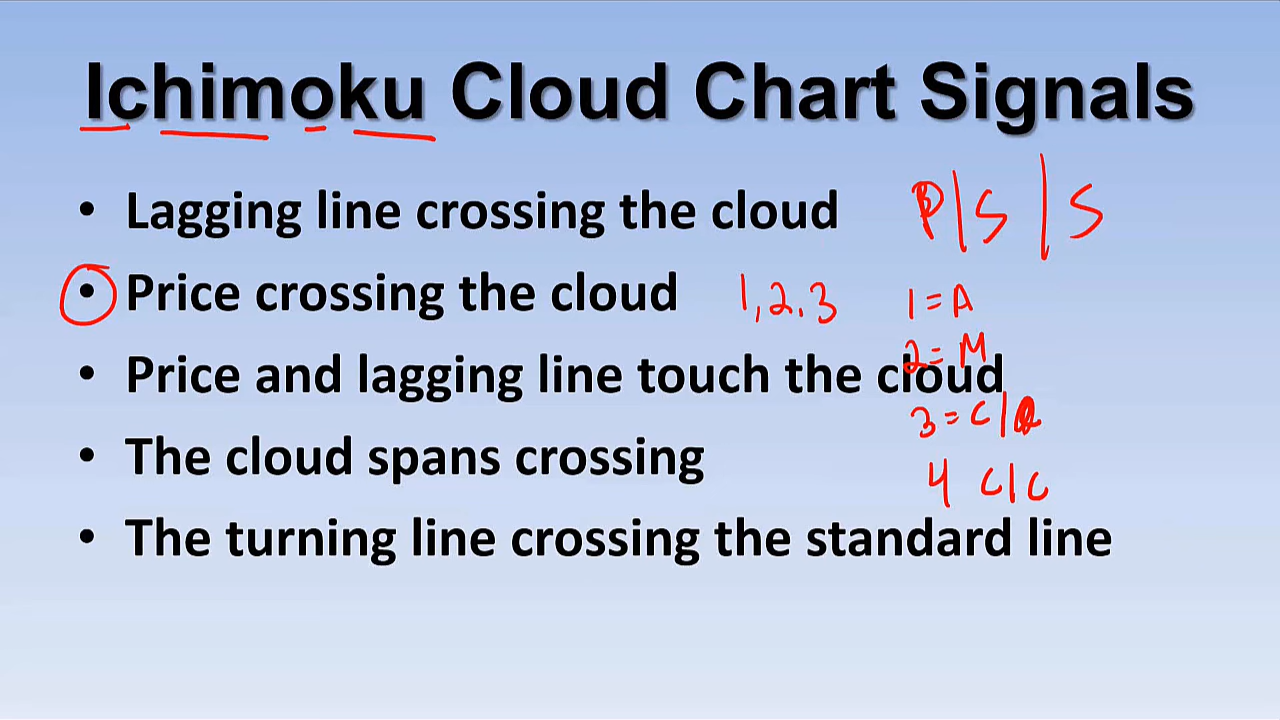 Ichimoku Cloud Chart Signals
• Lagging line crossing the cloud P|S|S
• Price crossing the cloud 1,2.3 1=A
2= M
• Price and lagging line touch the cloud
3= C|
• The cloud spans crossing
4 C|C
• The turning line crossing the standard line